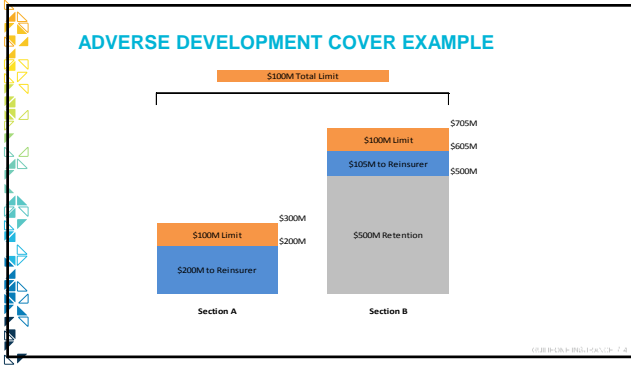 ADVERSE DEVELOPMENT COVER EXAMPLE
$100M Total Limit
$705M
$100M Limit
$605M
$105M to Reinsurer
$500M
$300M
$100M Limit
$200M
$500M Retention
$200M to Reinsurer
Section A
Section B